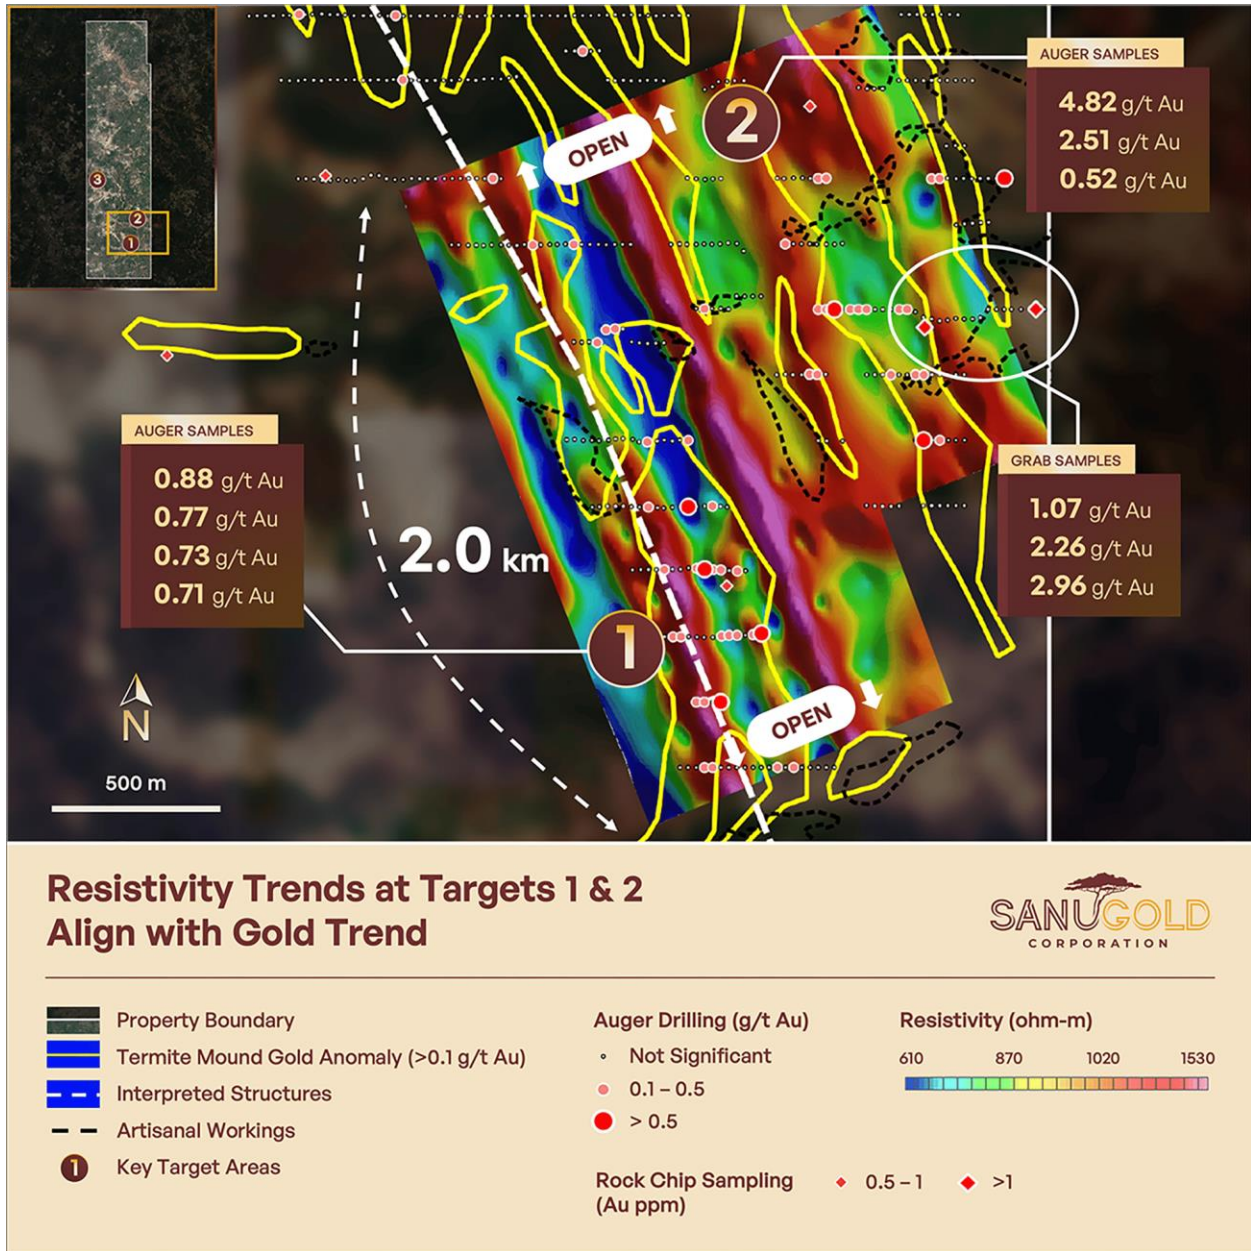 3
2
1
OPEN
2
AUGER SAMPLES
4.82 g/t Au
2.51 g/t Au
0.52 g/t Au
AUGER SAMPLES
0.88 g/t Au
0.77 g/t Au
0.73 g/t Au
0.71 g/t Au
2.0 km
GRAB SAMPLES
1.07 g/t Au
2.26 g/t Au
2.96 g/t Au
1
OPEN
N
500 m
Resistivity Trends at Targets 1 & 2
Align with Gold Trend
SANUGOLD
CORPORATION
Property Boundary
Termite Mound Gold Anomaly (>0.1 g/t Au)
Interpreted Structures
Artisanal Workings
1 Key Target Areas
Auger Drilling (g/t Au)
Not Significant
0.1 – 0.5
> 0.5
Rock Chip Sampling
(Au ppm)
0.5 – 1
>1
Resistivity (ohm-m)
610 870 1020 1530